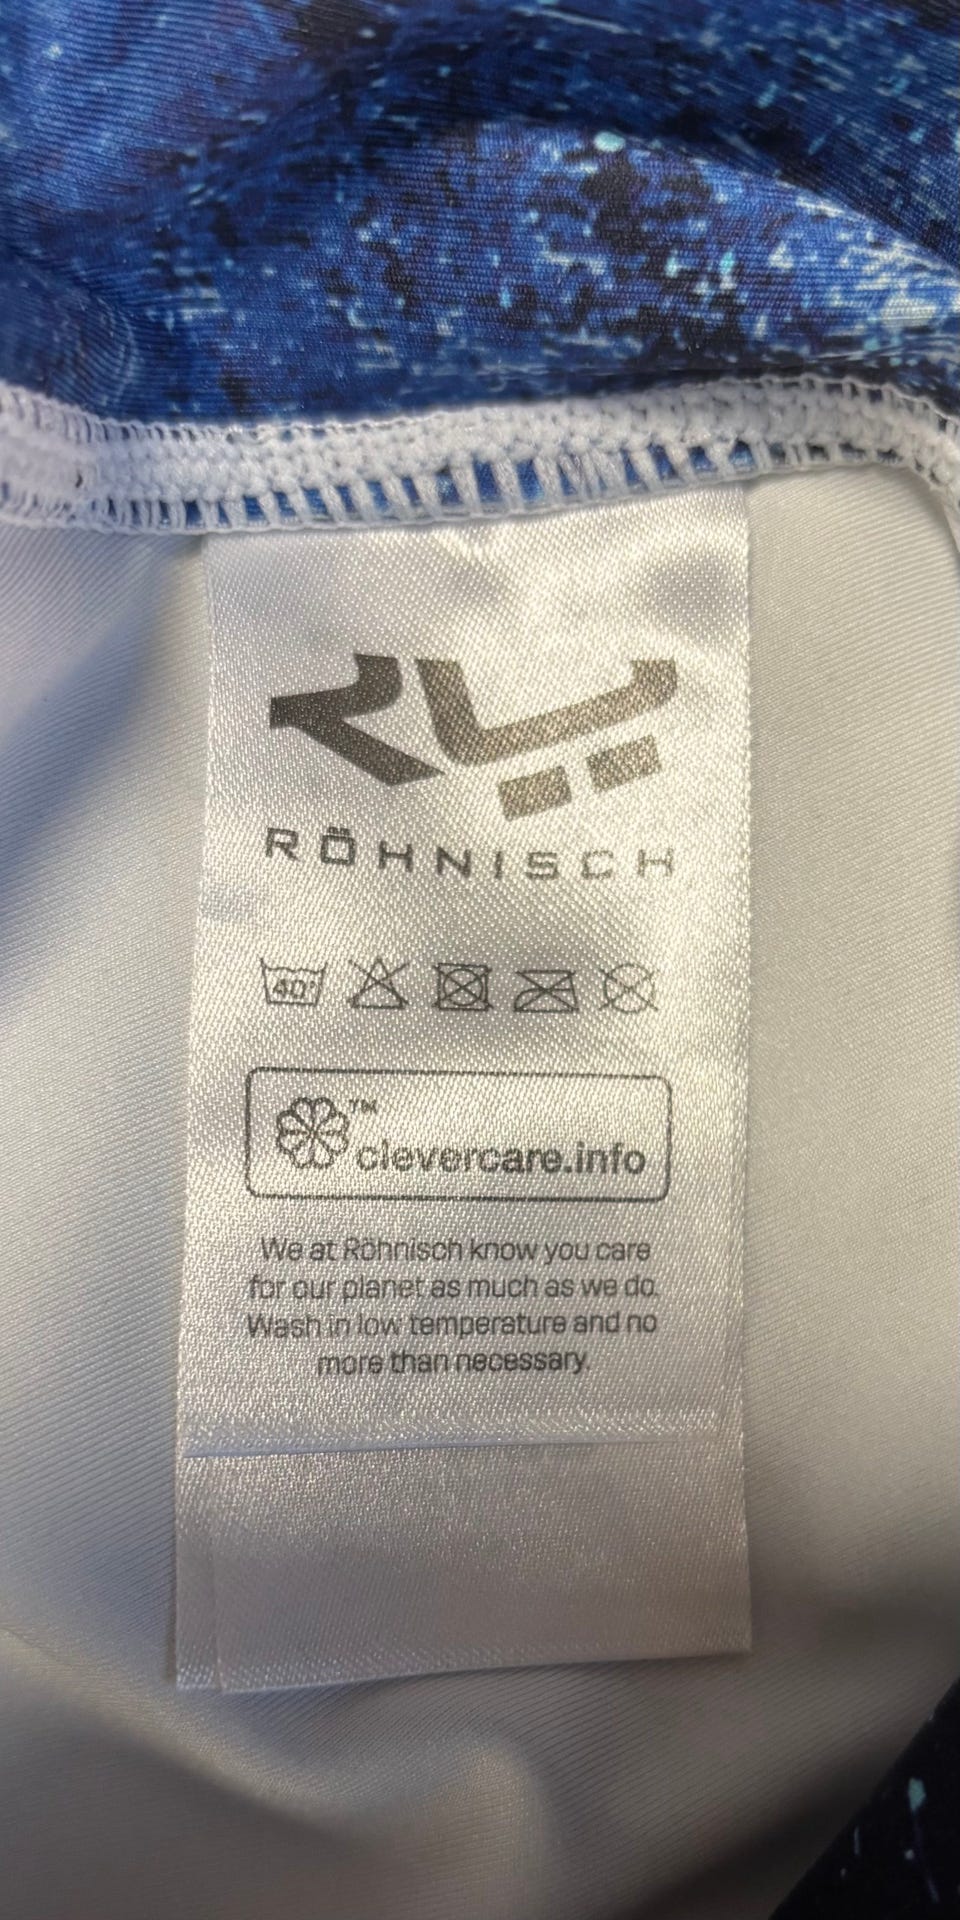 RÖHNISCH
40°
™
clevercare.info
We at Röhnisch know you care
for our planet as much as we do.
Wash in low temperature and no
more than necessary.